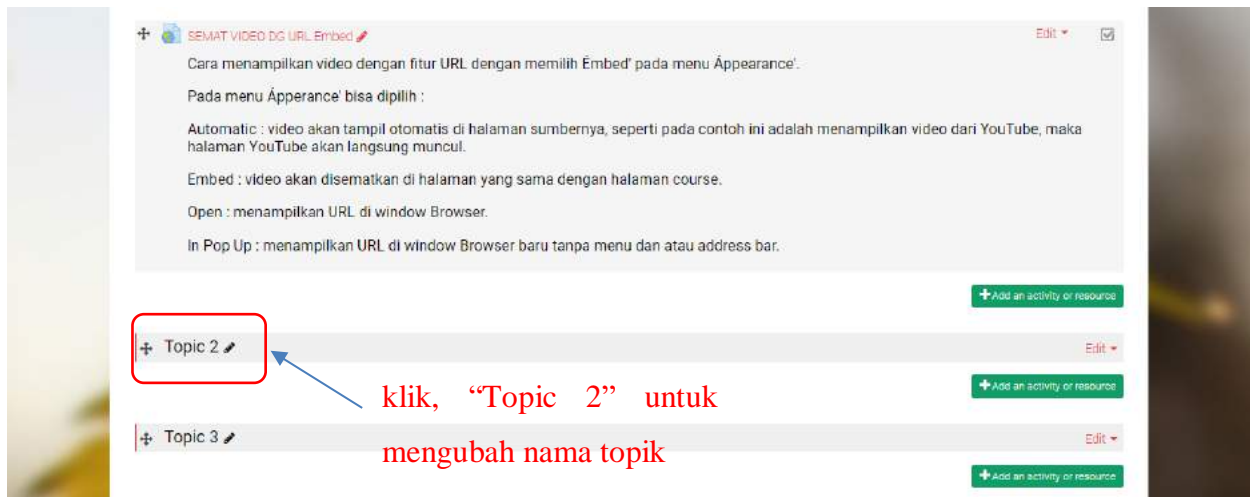 SEMAT VIDEO DG URL Embed
Edit
Cara menampilkan video dengan fitur URL dengan memilih Émbed' pada menu Áppearance'.
Pada menu Ápperance' bisa dipilih :
Automatic : video akan tampil otomatis di halaman sumbernya, seperti pada contoh ini adalah menampilkan video dari YouTube, maka
halaman YouTube akan langsung muncul.
Embed : video akan disematkan di halaman yang sama dengan halaman course.
Open : menampilkan URL di window Browser.
In Pop Up : menampilkan URL di window Browser baru tanpa menu dan atau address bar.
+Add an activity or resource
Topic 2
Edit
+Add an activity or resource
klik, “Topic 2” untuk
mengubah nama topik
Topic 3
Edit
+Add an activity or resource